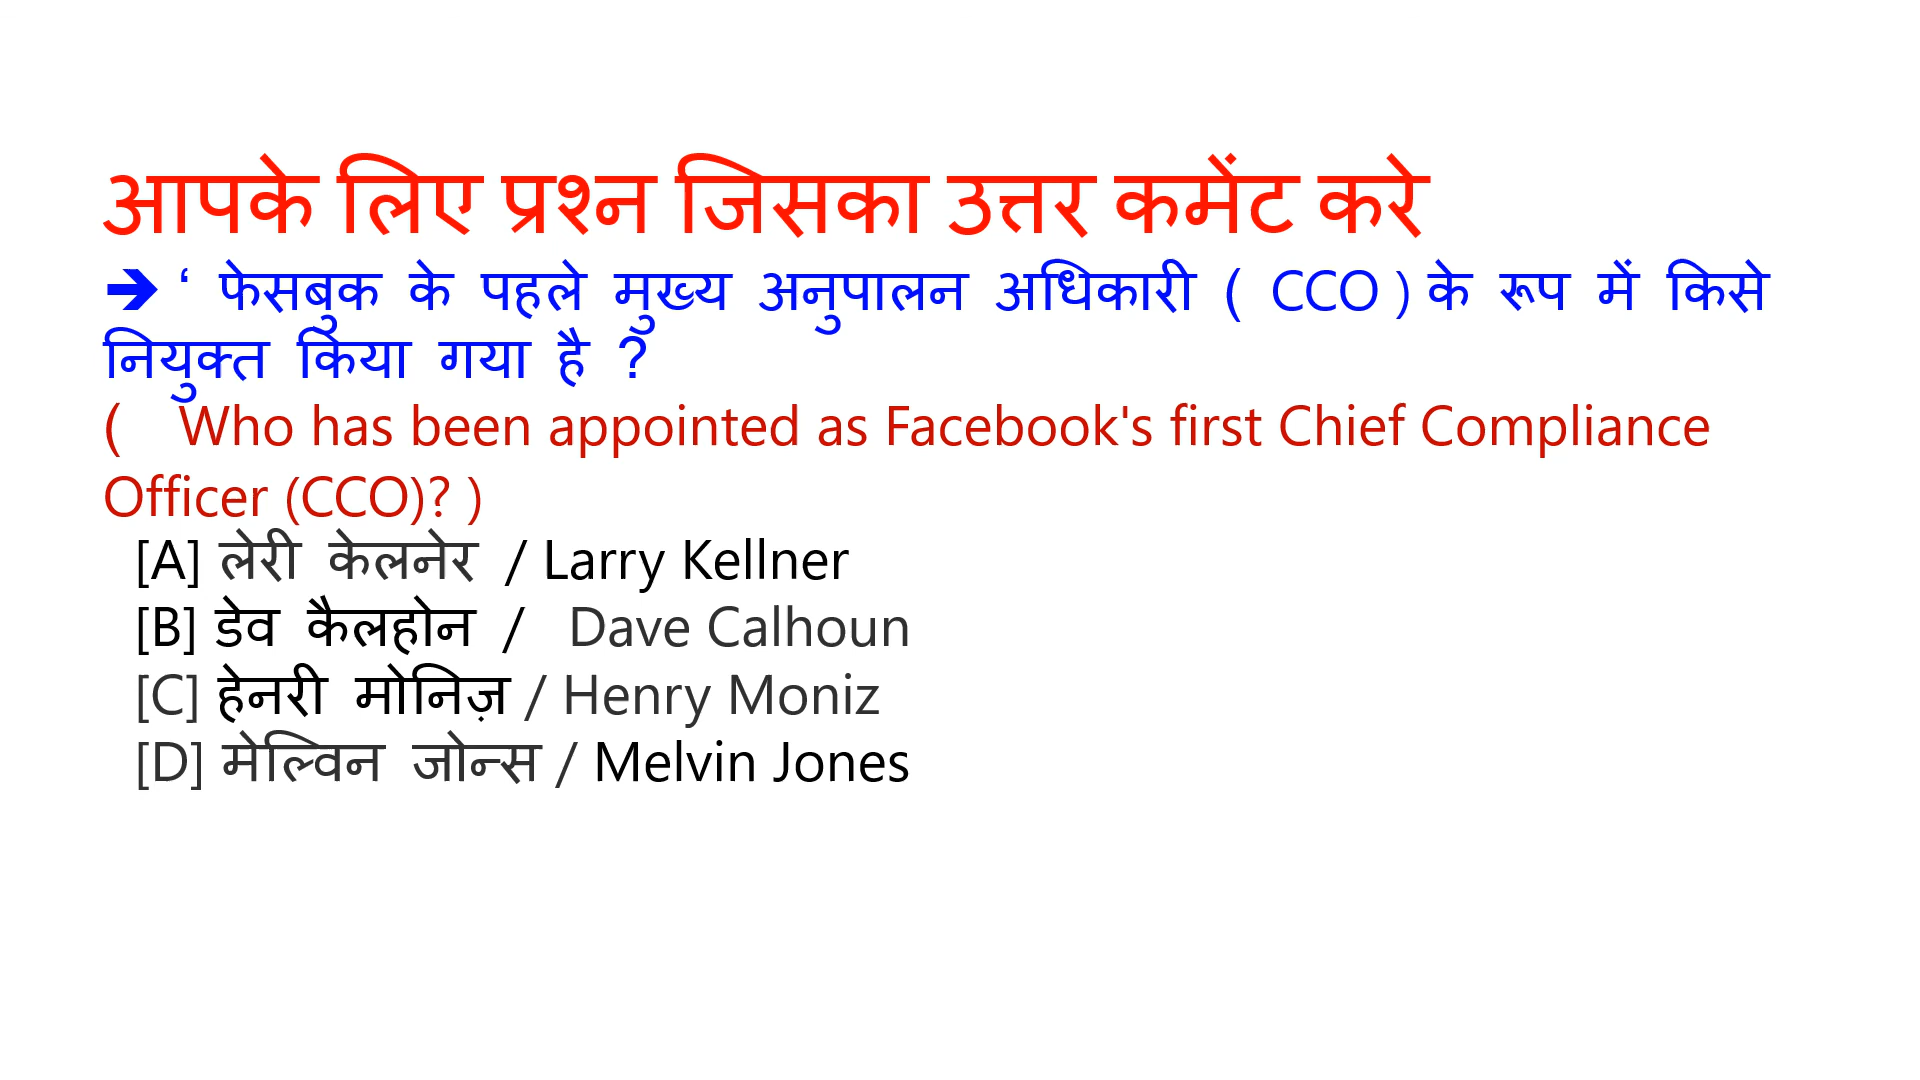 आपके लिए प्रश्न जिसका उत्तर कमेंट करे
➔ ‘ फेसबुक के पहले मुख्य अनुपालन अधिकारी ( CCO ) के रूप में किसे
नियुक्त किया गया है ?
( Who has been appointed as Facebook's first Chief Compliance
Officer (CCO)? )
[A] लेरी केलनेर / Larry Kellner
[B] डेव कैलहोन / Dave Calhoun
[C] हेनरी मोनिज़ / Henry Moniz
[D] मेल्विन जोन्स / Melvin Jones